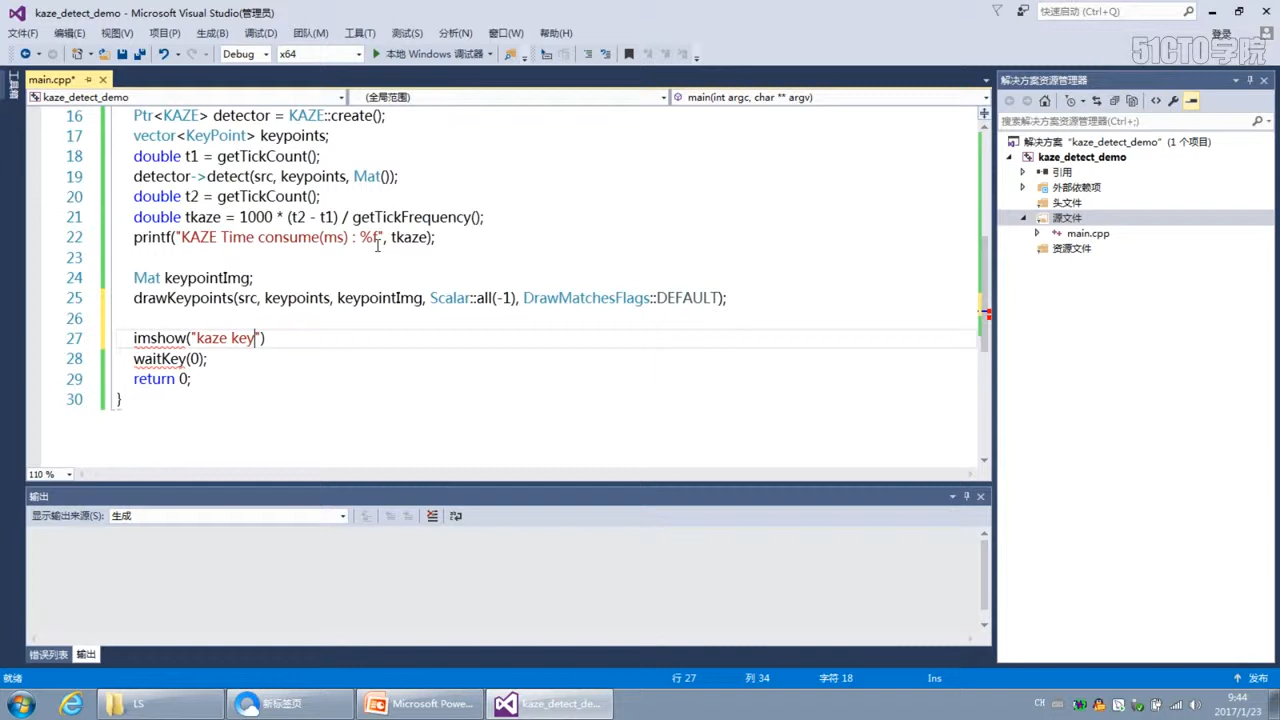 kaze_detect_demo - Microsoft Visual Studio(管理员)
快速启动 (Ctrl+Q)
文件(F) 编辑(E) 视图(V) 项目(P) 生成(B) 调试(D) 团队(M) 工具(T) 测试(S) 分析(N) 窗口(W) 帮助(H)
登录
51CTO学院
Debug x64 本地 Windows 调试器
工具箱
main.cpp*
kaze_detect_demo (全局范围) main(int argc, char ** argv)
16 Ptr<KAZE> detector = KAZE::create();
17 vector<KeyPoint> keypoints;
18 double t1 = getTickCount();
19 detector->detect(src, keypoints, Mat());
20 double t2 = getTickCount();
21 double tkaze = 1000 * (t2 - t1) / getTickFrequency();
22 printf("KAZE Time consume(ms) : %f", tkaze);
23
24 Mat keypointImg;
25 drawKeypoints(src, keypoints, keypointImg, Scalar::all(-1), DrawMatchesFlags::DEFAULT);
26
27 imshow("kaze key")
28 waitKey(0);
29 return 0;
30 }
110 %
输出
显示输出来源(S): 生成
错误列表 输出
解决方案资源管理器
搜索解决方案资源管理器(Ctrl+;)
解决方案 "kaze_detect_demo" (1 个项目)
kaze_detect_demo
引用
外部依赖项
头文件
源文件
main.cpp
资源文件
就绪 行 27 列 34 字符 18 Ins 发布
LS 新标签页 Microsoft Powe... kaze_detect_de...
CH
9:44
2017/1/23